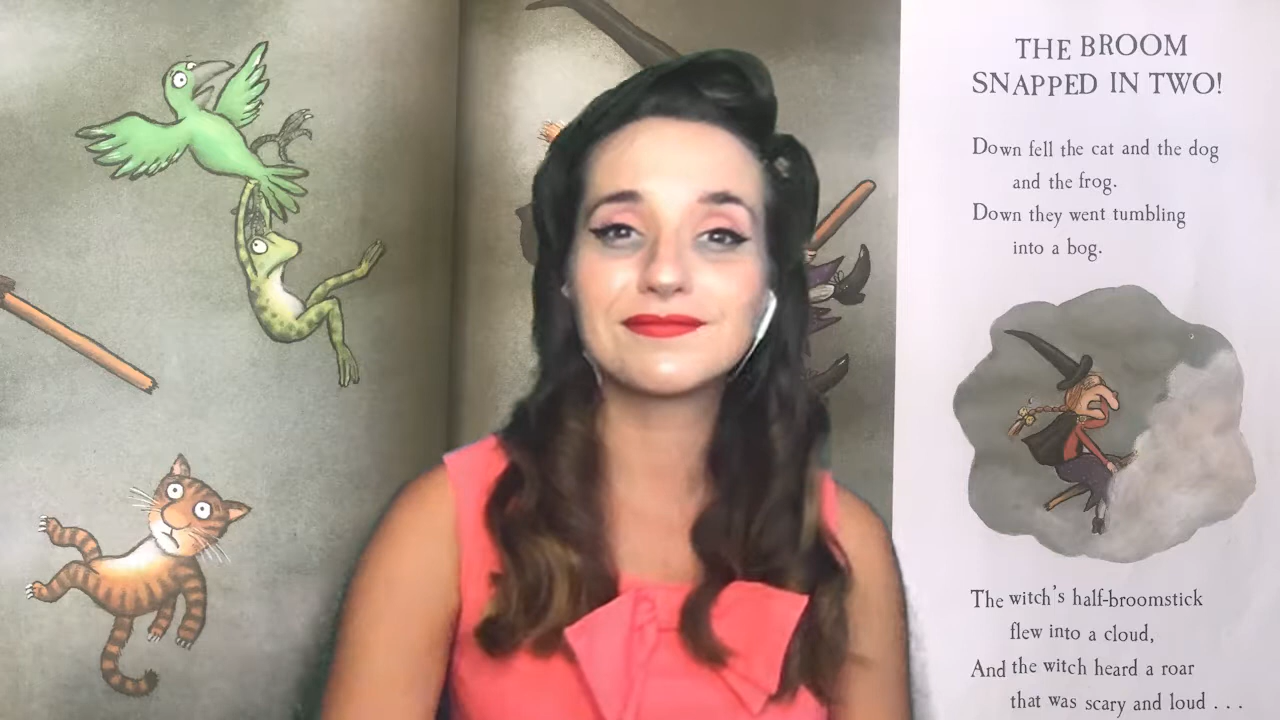 THE BROOM
SNAPPED IN TWO!
Down fell the cat and the dog
and the frog.
Down they went tumbling
into a bog.
The witch's half-broomstick
flew into a cloud,
And the witch heard a roar
that was scary and loud . . .